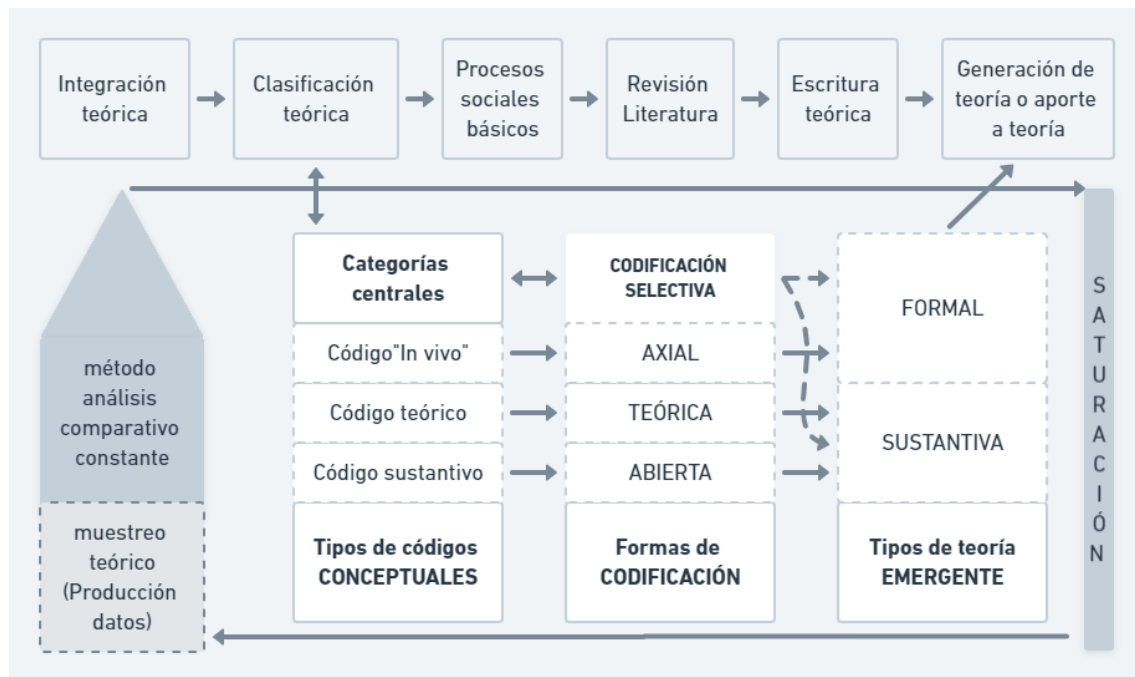 Integración
teórica
Clasificación
teórica
Procesos
sociales
básicos
Revisión
Literatura
Escritura
teórica
Generación de
teoría o aporte
a teoría
método
análisis
comparativo
constante
muestreo
teórico
(Producción
datos)
Categorías
centrales
Código"In vivo"
Código teórico
Código sustantivo
Tipos de códigos
CONCEPTUALES
CODIFICACIÓN
SELECTIVA
AXIAL
TEÓRICA
ABIERTA
Formas de
CODIFICACIÓN
FORMAL
SUSTANTIVA
Tipos de teoría
EMERGENTE
SATURACIÓN